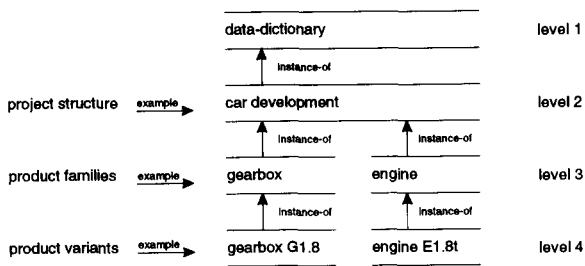 data-dictionary level 1
instance-of
project structure example car development level 2
instance-of instance-of
product families example gearbox engine level 3
instance-of instance-of
product variants example gearbox G1.8 engine E1.8t level 4